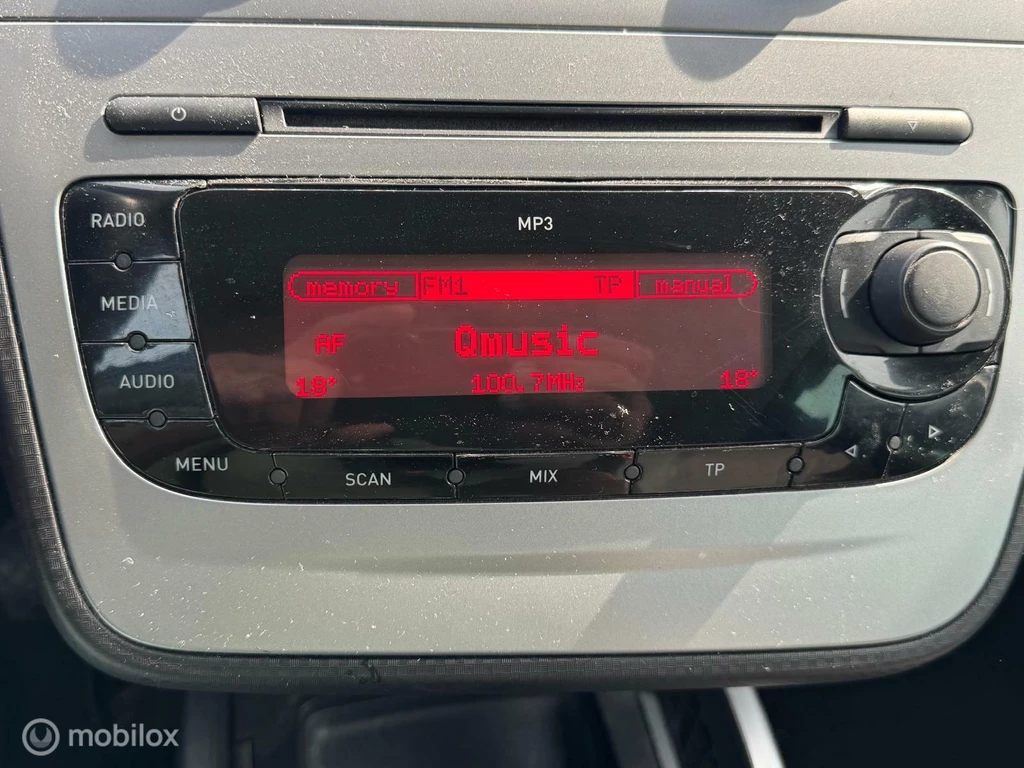 RADIO
MP3
MEDIA
memory FM1 TP manual
AF Qmusic
AUDIO
18° 100.7MHz 18°
MENU
SCAN
MIX
TP
mobilox